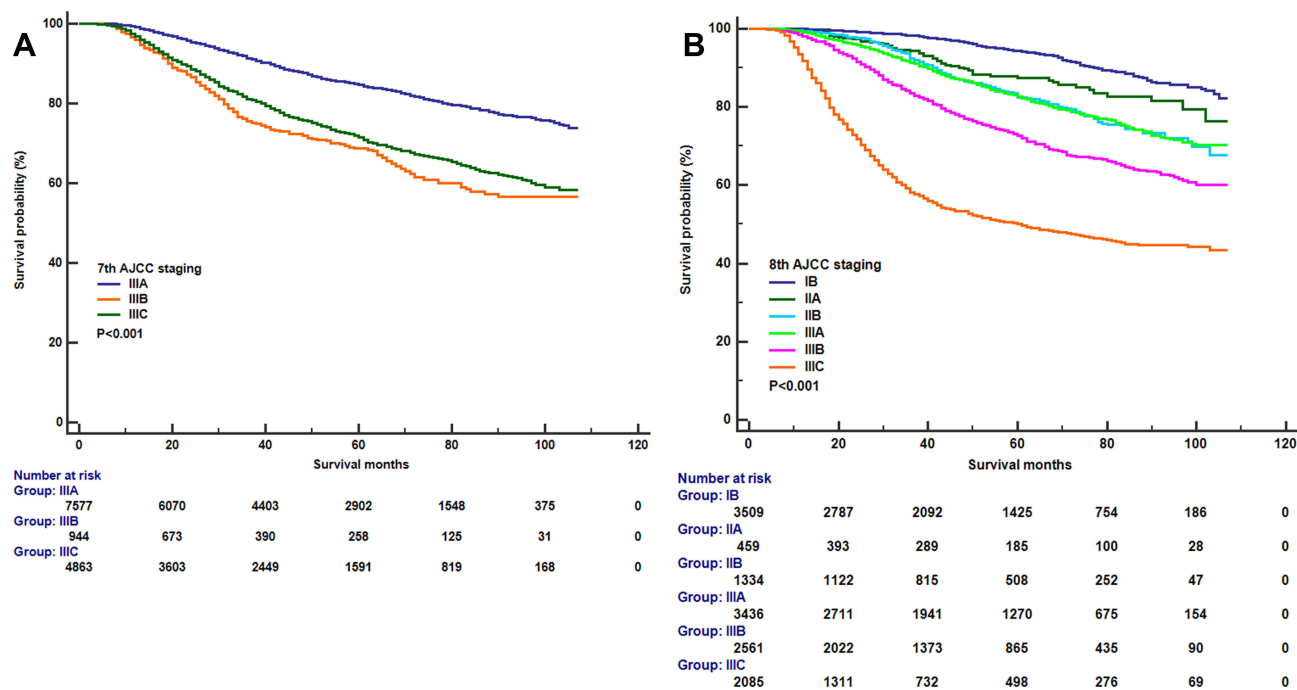 A
Survival probability (%)
100
80
60
40
20
0
7th AJCC staging
IIIA
IIIB
IIIC
P<0.001
0 20 40 60 80 100 120
Survival months
Number at risk
Group: IIIA
7577 6070 4403 2902 1548 375 0
Group: IIIB
944 673 390 258 125 31 0
Group: IIIC
4863 3603 2449 1591 819 168 0
B
Survival probability (%)
100
80
60
40
20
0
8th AJCC staging
IB
IIA
IIB
IIIA
IIIB
IIIC
P<0.001
0 20 40 60 80 100 120
Survival months
Number at risk
Group: IB
3509 2787 2092 1425 754 186 0
Group: IIA
459 393 289 185 100 28 0
Group: IIB
1334 1122 815 508 252 47 0
Group: IIIA
3436 2711 1941 1270 675 154 0
Group: IIIB
2561 2022 1373 865 435 90 0
Group: IIIC
2085 1311 732 498 276 69 0